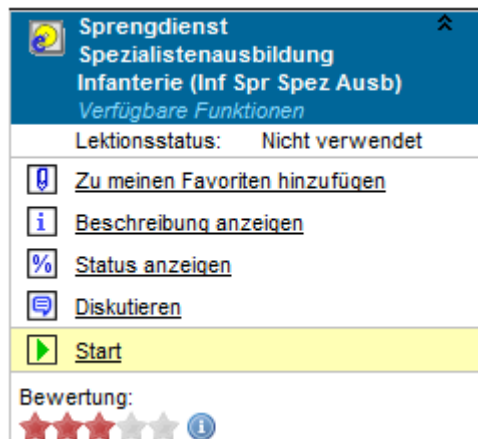 Sprengdienst
Spezialistenausbildung
Infanterie (Inf Spr Spez Ausb)
Verfügbare Funktionen
Lektionsstatus: Nicht verwendet
Zu meinen Favoriten hinzufügen
Beschreibung anzeigen
Status anzeigen
Diskutieren
Start
Bewertung: